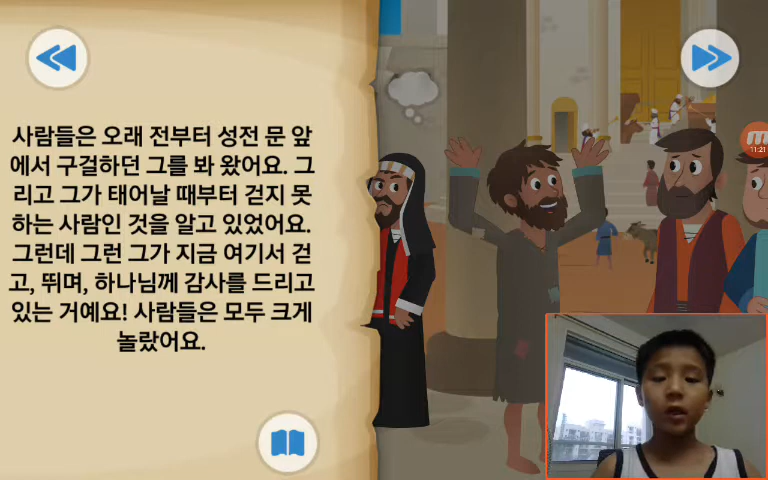 사람들은 오래 전부터 성전 문 앞
에서 구걸하던 그를 봐 왔어요. 그
리고 그가 태어날 때부터 걷지 못
하는 사람인 것을 알고 있었어요.
그런데 그런 그가 지금 여기서 걷
고, 뛰며, 하나님께 감사를 드리고
있는 거예요! 사람들은 모두 크게
놀랐어요.
11:21